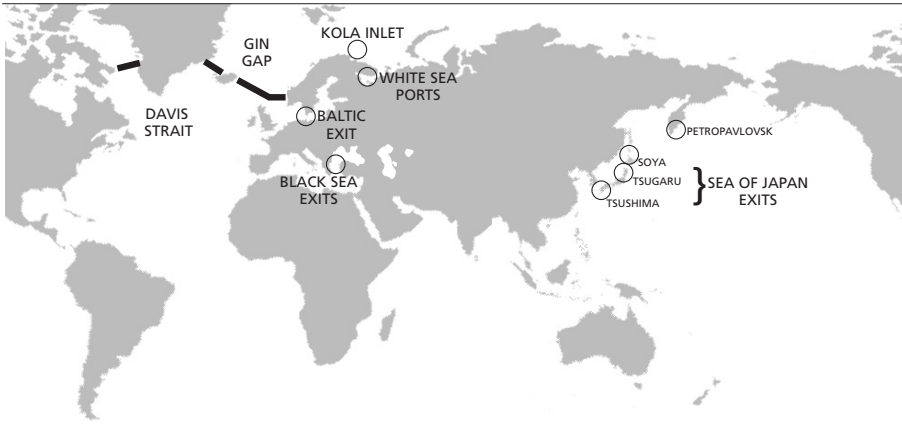 KOLA INLET
GIN
GAP
WHITE SEA
PORTS
DAVIS
STRAIT
BALTIC
EXIT
PETROPAVLOVSK
SOYA
TSUGARU
TSUSHIMA
} SEA OF JAPAN
EXITS
BLACK SEA
EXITS